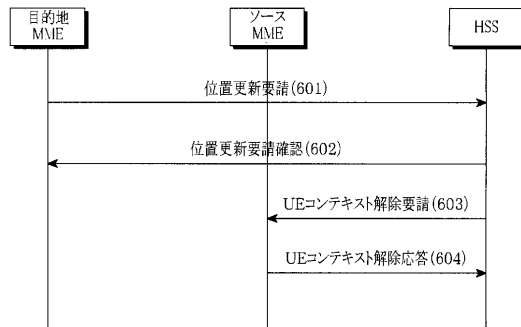 目的地
MME
ソース
MME
HSS
位置更新要請(601)
位置更新要請確認(602)
UEコンテキスト解除要請(603)
UEコンテキスト解除応答(604)